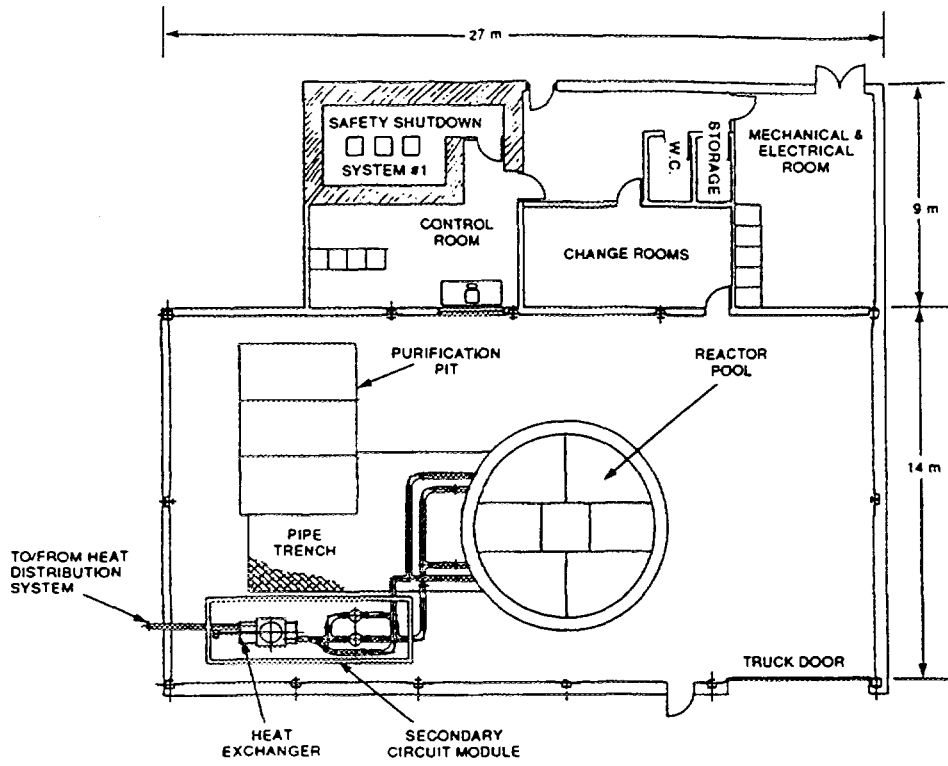 27 m
SAFETY SHUTDOWN
SYSTEM #1
W.C.
STORAGE
MECHANICAL &
ELECTRICAL
ROOM
9 m
CONTROL
ROOM
CHANGE ROOMS
PURIFICATION
PIT
REACTOR
POOL
14 m
PIPE
TRENCH
TO/FROM HEAT
DISTRIBUTION
SYSTEM
TRUCK DOOR
HEAT
EXCHANGER
SECONDARY
CIRCUIT MODULE